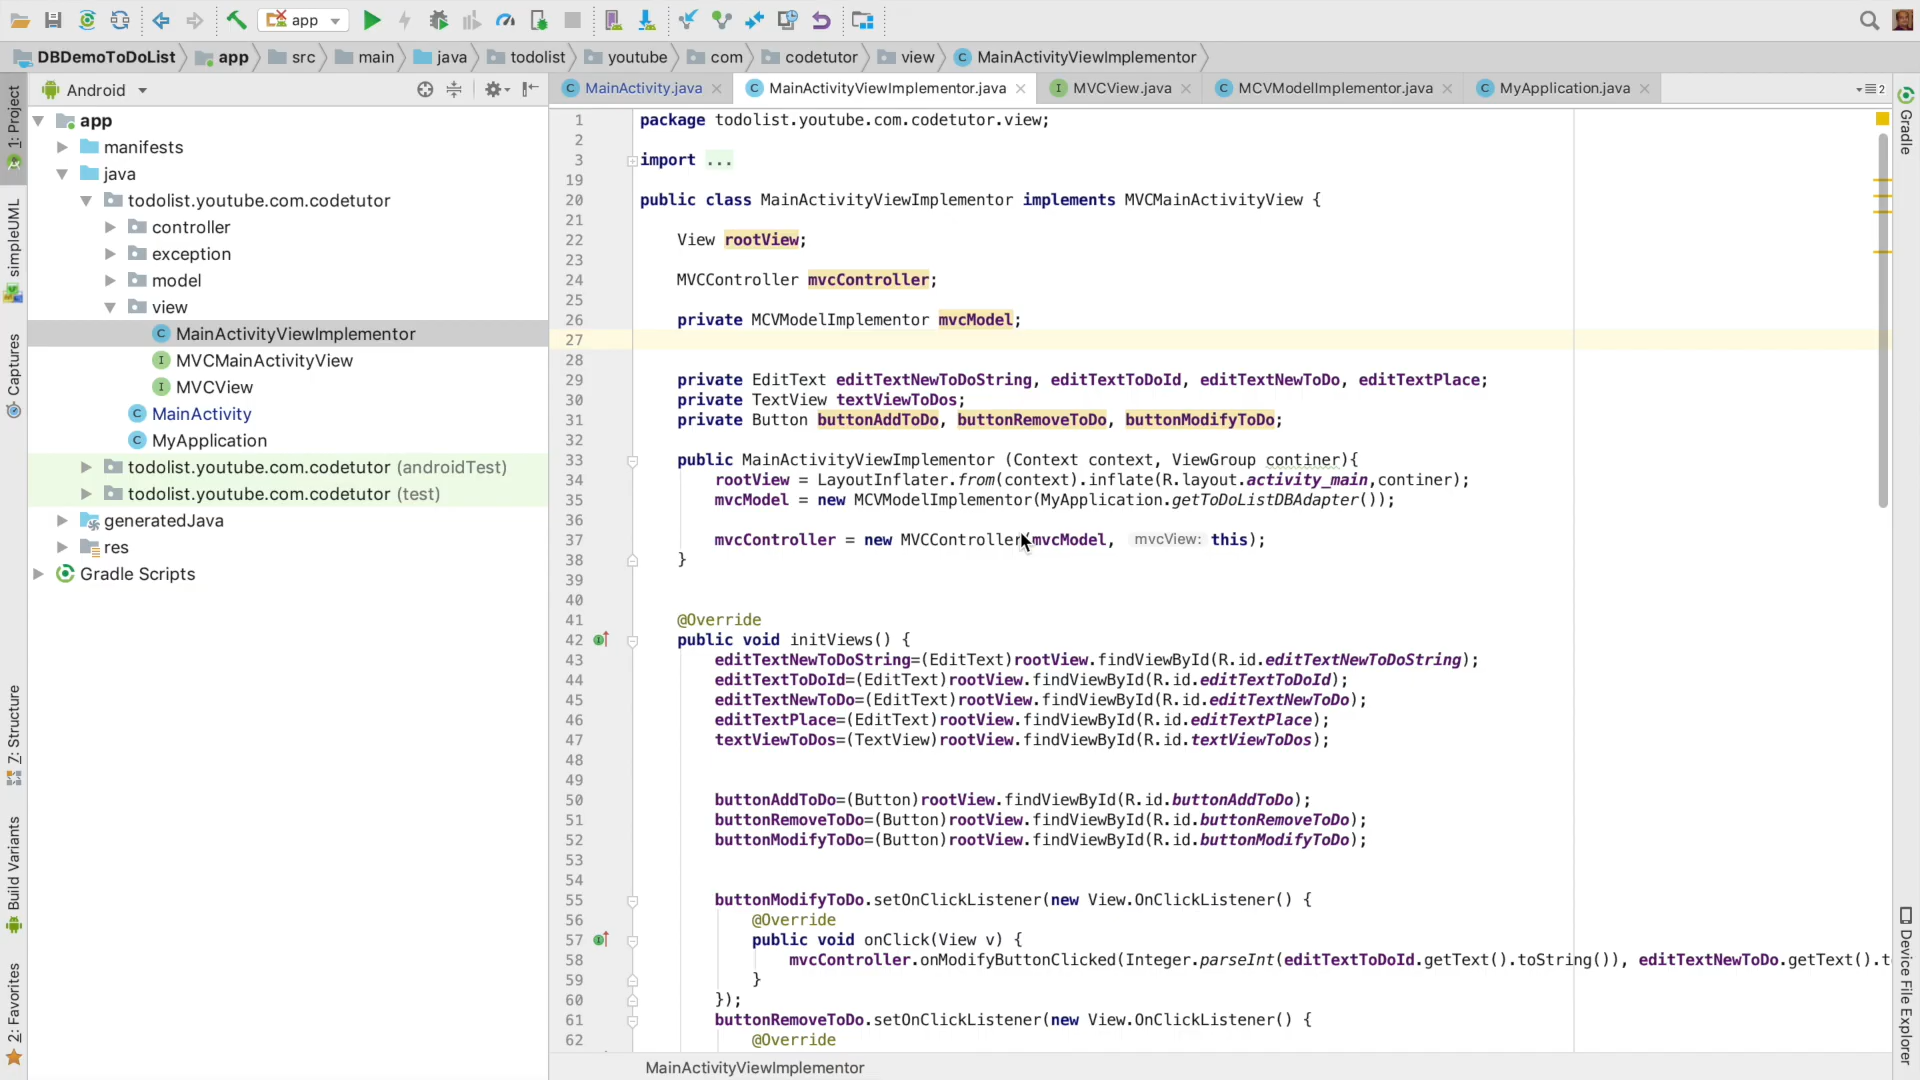 app
DBDemoToDoList app src main java todolist youtube com codetutor view MainActivityViewImplementor
Android
MainActivity.java MainActivityViewImplementor.java MVCView.java MCVModelImplementor.java MyApplication.java 2
1: Project
simpleUML
Captures
Z: Structure
Build Variants
2: Favorites
app
manifests
java
todolist.youtube.com.codetutor
controller
exception
model
view
MainActivityViewImplementor
MVCMainActivityView
MVCView
MainActivity
MyApplication
todolist.youtube.com.codetutor (androidTest)
todolist.youtube.com.codetutor (test)
generatedJava
res
Gradle Scripts
1 package todolist.youtube.com.codetutor.view;
2
3 import ...
19
20 public class MainActivityViewImplementor implements MVCMainActivityView {
21
22 View rootView;
23
24 MVCController mvcController;
25
26 private MCVModelImplementor mvcModel;
27
28
29 private EditText editTextNewToDoString, editTextToDoId, editTextNewToDo, editTextPlace;
30 private TextView textViewToDos;
31 private Button buttonAddToDo, buttonRemoveToDo, buttonModifyToDo;
32
33 public MainActivityViewImplementor (Context context, ViewGroup continer){
34 rootView = LayoutInflater.from(context).inflate(R.layout.activity_main,continer);
35 mvcModel = new MCVModelImplementor(MyApplication.getToDoListDBAdapter());
36
37 mvcController = new MVCController(mvcModel, mvcView: this);
38 }
39
40
41 @Override
42 public void initViews() {
43 editTextNewToDoString=(EditText)rootView.findViewById(R.id.editTextNewToDoString);
44 editTextToDoId=(EditText)rootView.findViewById(R.id.editTextToDoId);
45 editTextNewToDo=(EditText)rootView.findViewById(R.id.editTextNewToDo);
46 editTextPlace=(EditText)rootView.findViewById(R.id.editTextPlace);
47 textViewToDos=(TextView)rootView.findViewById(R.id.textViewToDos);
48
49
50 buttonAddToDo=(Button)rootView.findViewById(R.id.buttonAddToDo);
51 buttonRemoveToDo=(Button)rootView.findViewById(R.id.buttonRemoveToDo);
52 buttonModifyToDo=(Button)rootView.findViewById(R.id.buttonModifyToDo);
53
54
55 buttonModifyToDo.setOnClickListener(new View.OnClickListener() {
56 @Override
57 public void onClick(View v) {
58 mvcController.onModifyButtonClicked(Integer.parseInt(editTextToDoId.getText().toString()), editTextNewToDo.getText().t
59 }
60 });
61 buttonRemoveToDo.setOnClickListener(new View.OnClickListener() {
62 @Override
MainActivityViewImplementor
Gradle
Device File Explorer